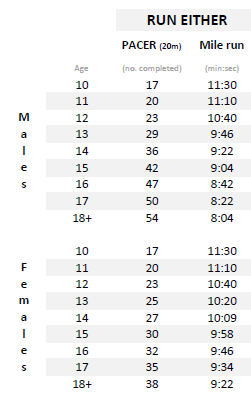 RUN EITHER
PACER (20m) Mile run
Age (no. completed) (min:sec)
Males
10 17 11:30
11 20 11:10
12 23 10:40
13 29 9:46
14 36 9:22
15 42 9:04
16 47 8:42
17 50 8:22
18+ 54 8:04
Females
10 17 11:30
11 20 11:10
12 23 10:40
13 25 10:20
14 27 10:09
15 30 9:58
16 32 9:46
17 35 9:34
18+ 38 9:22